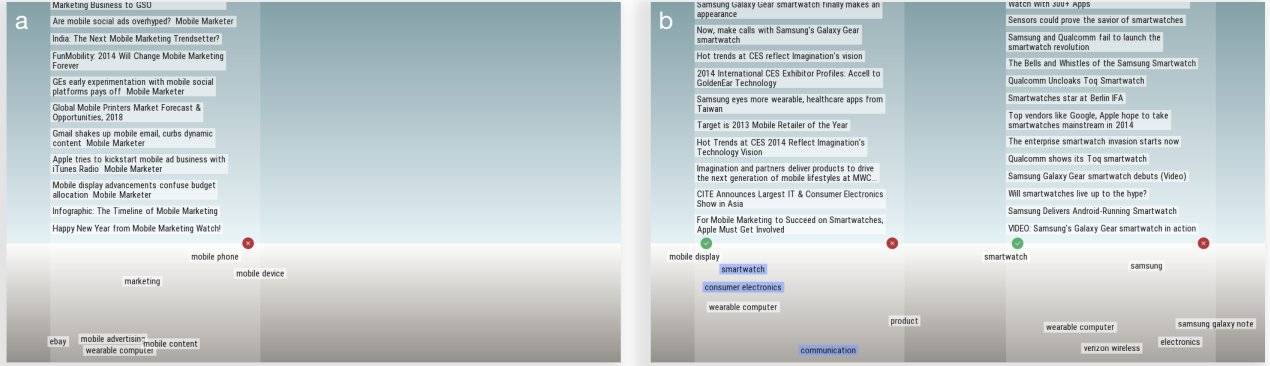 a
Marketing Business to GSO
Are mobile social ads overhyped?  Mobile Marketer
India: The Next Mobile Marketing Trendsetter?
FunMobility: 2014 Will Change Mobile Marketing
Forever
GEs early experimentation with mobile social
platforms pays off  Mobile Marketer
Global Mobile Printers Market Forecast &
Opportunities, 2018
Gmail shakes up mobile email, curbs dynamic
content  Mobile Marketer
Apple tries to kickstart mobile ad business with
iTunes Radio  Mobile Marketer
Mobile display advancements confuse budget
allocation  Mobile Marketer
Infographic: The Timeline of Mobile Marketing
Happy New Year from Mobile Marketing Watch!
mobile phone
mobile device
marketing
ebay
mobile advertising
mobile content
wearable computer
b
Samsung Galaxy Gear smartwatch finally makes an
appearance
Now, make calls with Samsung's Galaxy Gear
smartwatch
Hot trends at CES reflect Imagination's vision
2014 International CES Exhibitor Profiles: Accell to
GoldenEar Technology
Samsung eyes more wearable, healthcare apps from
Taiwan
Target is 2013 Mobile Retailer of the Year
Hot Trends at CES 2014 Reflect Imagination's
Technology Vision
Imagination and partners deliver products to drive
the next generation of mobile lifestyles at MWC...
CITE Announces Largest IT & Consumer Electronics
Show in Asia
For Mobile Marketing to Succeed on Smartwatches,
Apple Must Get Involved
mobile display
smartwatch
consumer electronics
wearable computer
product
communication
Watch With 300+ Apps
Sensors could prove the savior of smartwatches
Samsung and Qualcomm fail to launch the
smartwatch revolution
The Bells and Whistles of the Samsung Smartwatch
Qualcomm Uncloaks Toq Smartwatch
Smartwatches star at Berlin IFA
Top vendors like Google, Apple hope to take
smartwatches mainstream in 2014
The enterprise smartwatch invasion starts now
Qualcomm shows its Toq smartwatch
Samsung Galaxy Gear smartwatch debuts (Video)
Will smartwatches live up to the hype?
Samsung Delivers Android-Running Smartwatch
VIDEO: Samsung's Galaxy Gear smartwatch in action
smartwatch
samsung
wearable computer
samsung galaxy note
electronics
verizon wireless